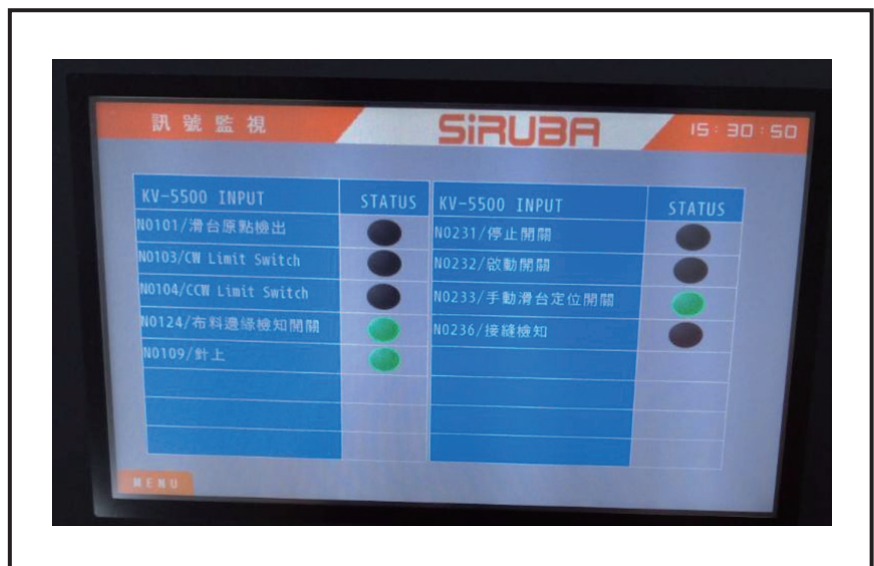 訊號監視
SiRUBA
15:30:50
KV-5500 INPUT
STATUS
N0101/滑台原點檢出
N0103/CW Limit Switch
N0104/CCW Limit Switch
N0124/布料邊緣檢知開關
N0109/針上
KV-5500 INPUT
STATUS
N0231/停止開關
N0232/啟動開關
N0233/手動滑台定位開關
N0236/接縫檢知
MENU